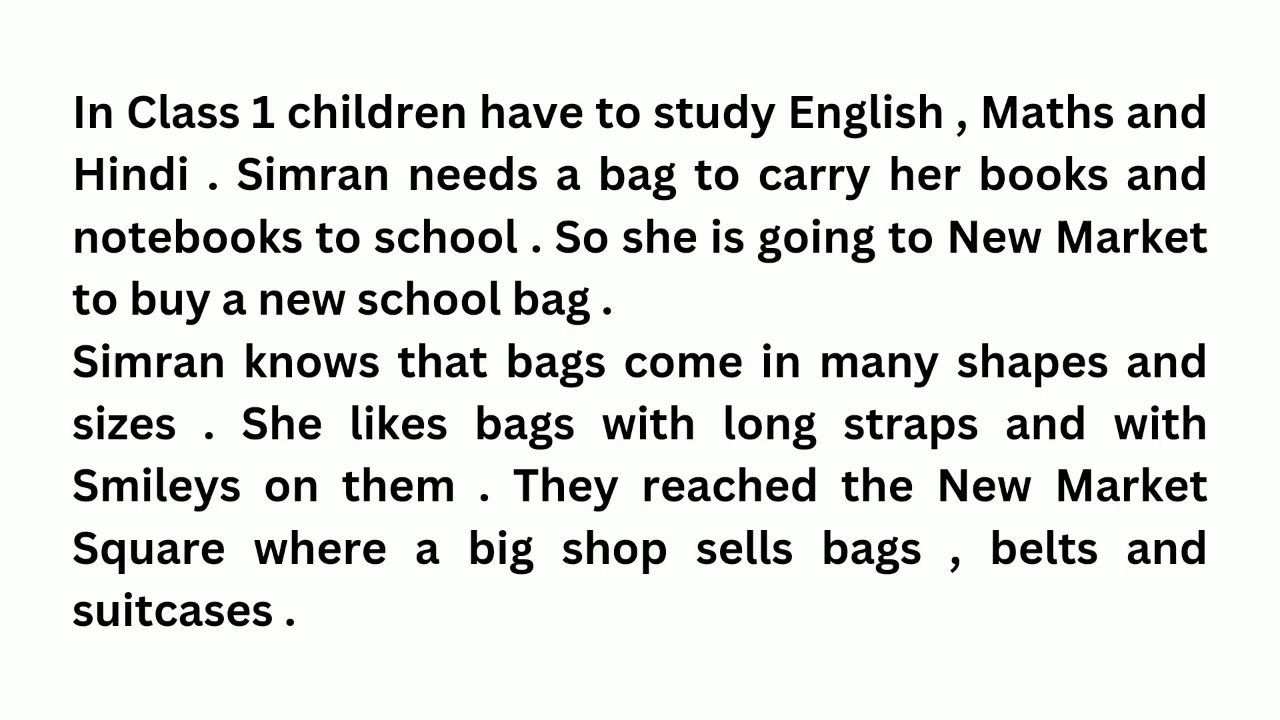 In Class 1 children have to study English , Maths and
Hindi . Simran needs a bag to carry her books and
notebooks to school . So she is going to New Market
to buy a new school bag .
Simran knows that bags come in many shapes and
sizes . She likes bags with long straps and with
Smileys on them . They reached the New Market
Square where a big shop sells bags , belts and
suitcases .